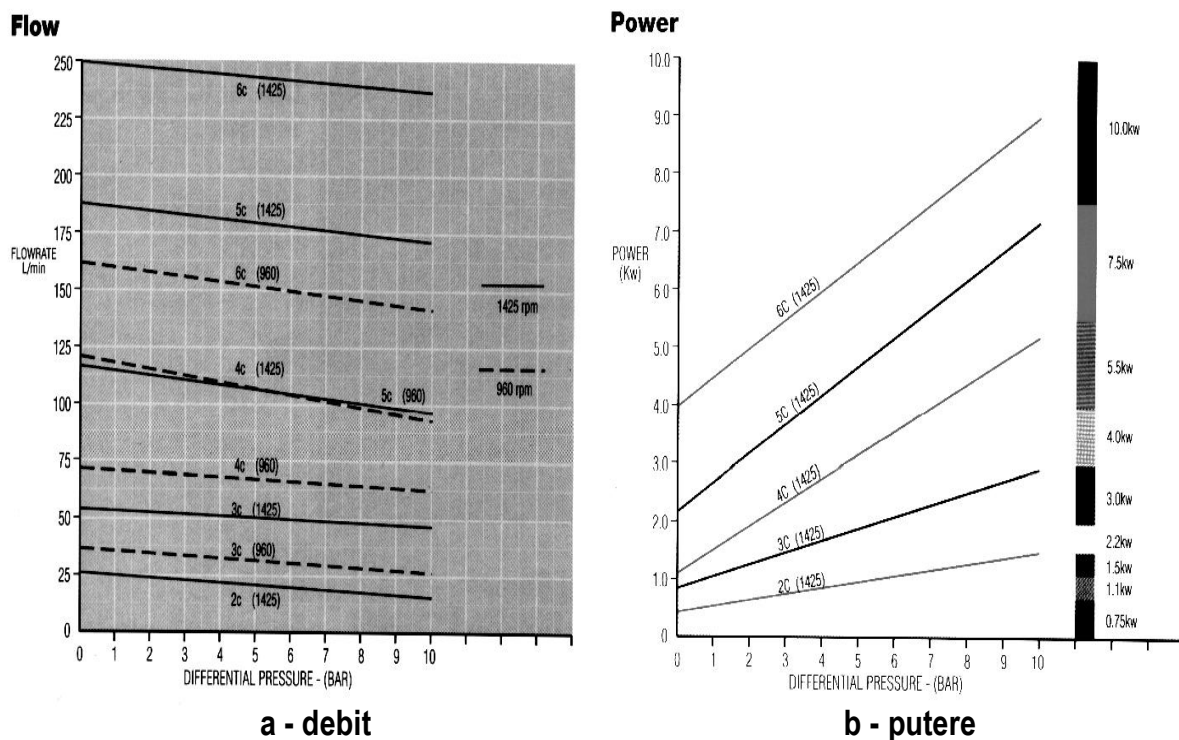 Flow
250
225
200
175
FLOWRATE
L/min
150
125
100
75
50
25
0
6c (1425)
5c (1425)
6c (960)
4c (1425)
5c (960)
4c (960)
3c (1425)
3c (960)
2c (1425)
1425 rpm
960 rpm
0 1 2 3 4 5 6 7 8 9 10
DIFFERENTIAL PRESSURE - (BAR)
a - debit
Power
10.0
9.0
8.0
7.0
POWER
(Kw)
6.0
5.0
4.0
3.0
2.0
1.0
0
6C (1425)
5C (1425)
4C (1425)
3C (1425)
2C (1425)
10.0kw
7.5kw
5.5kw
4.0kw
3.0kw
2.2kw
1.5kw
1.1kw
0.75kw
0 1 2 3 4 5 6 7 8 9 10
DIFFERENTIAL PRESSURE - (BAR)
b - putere